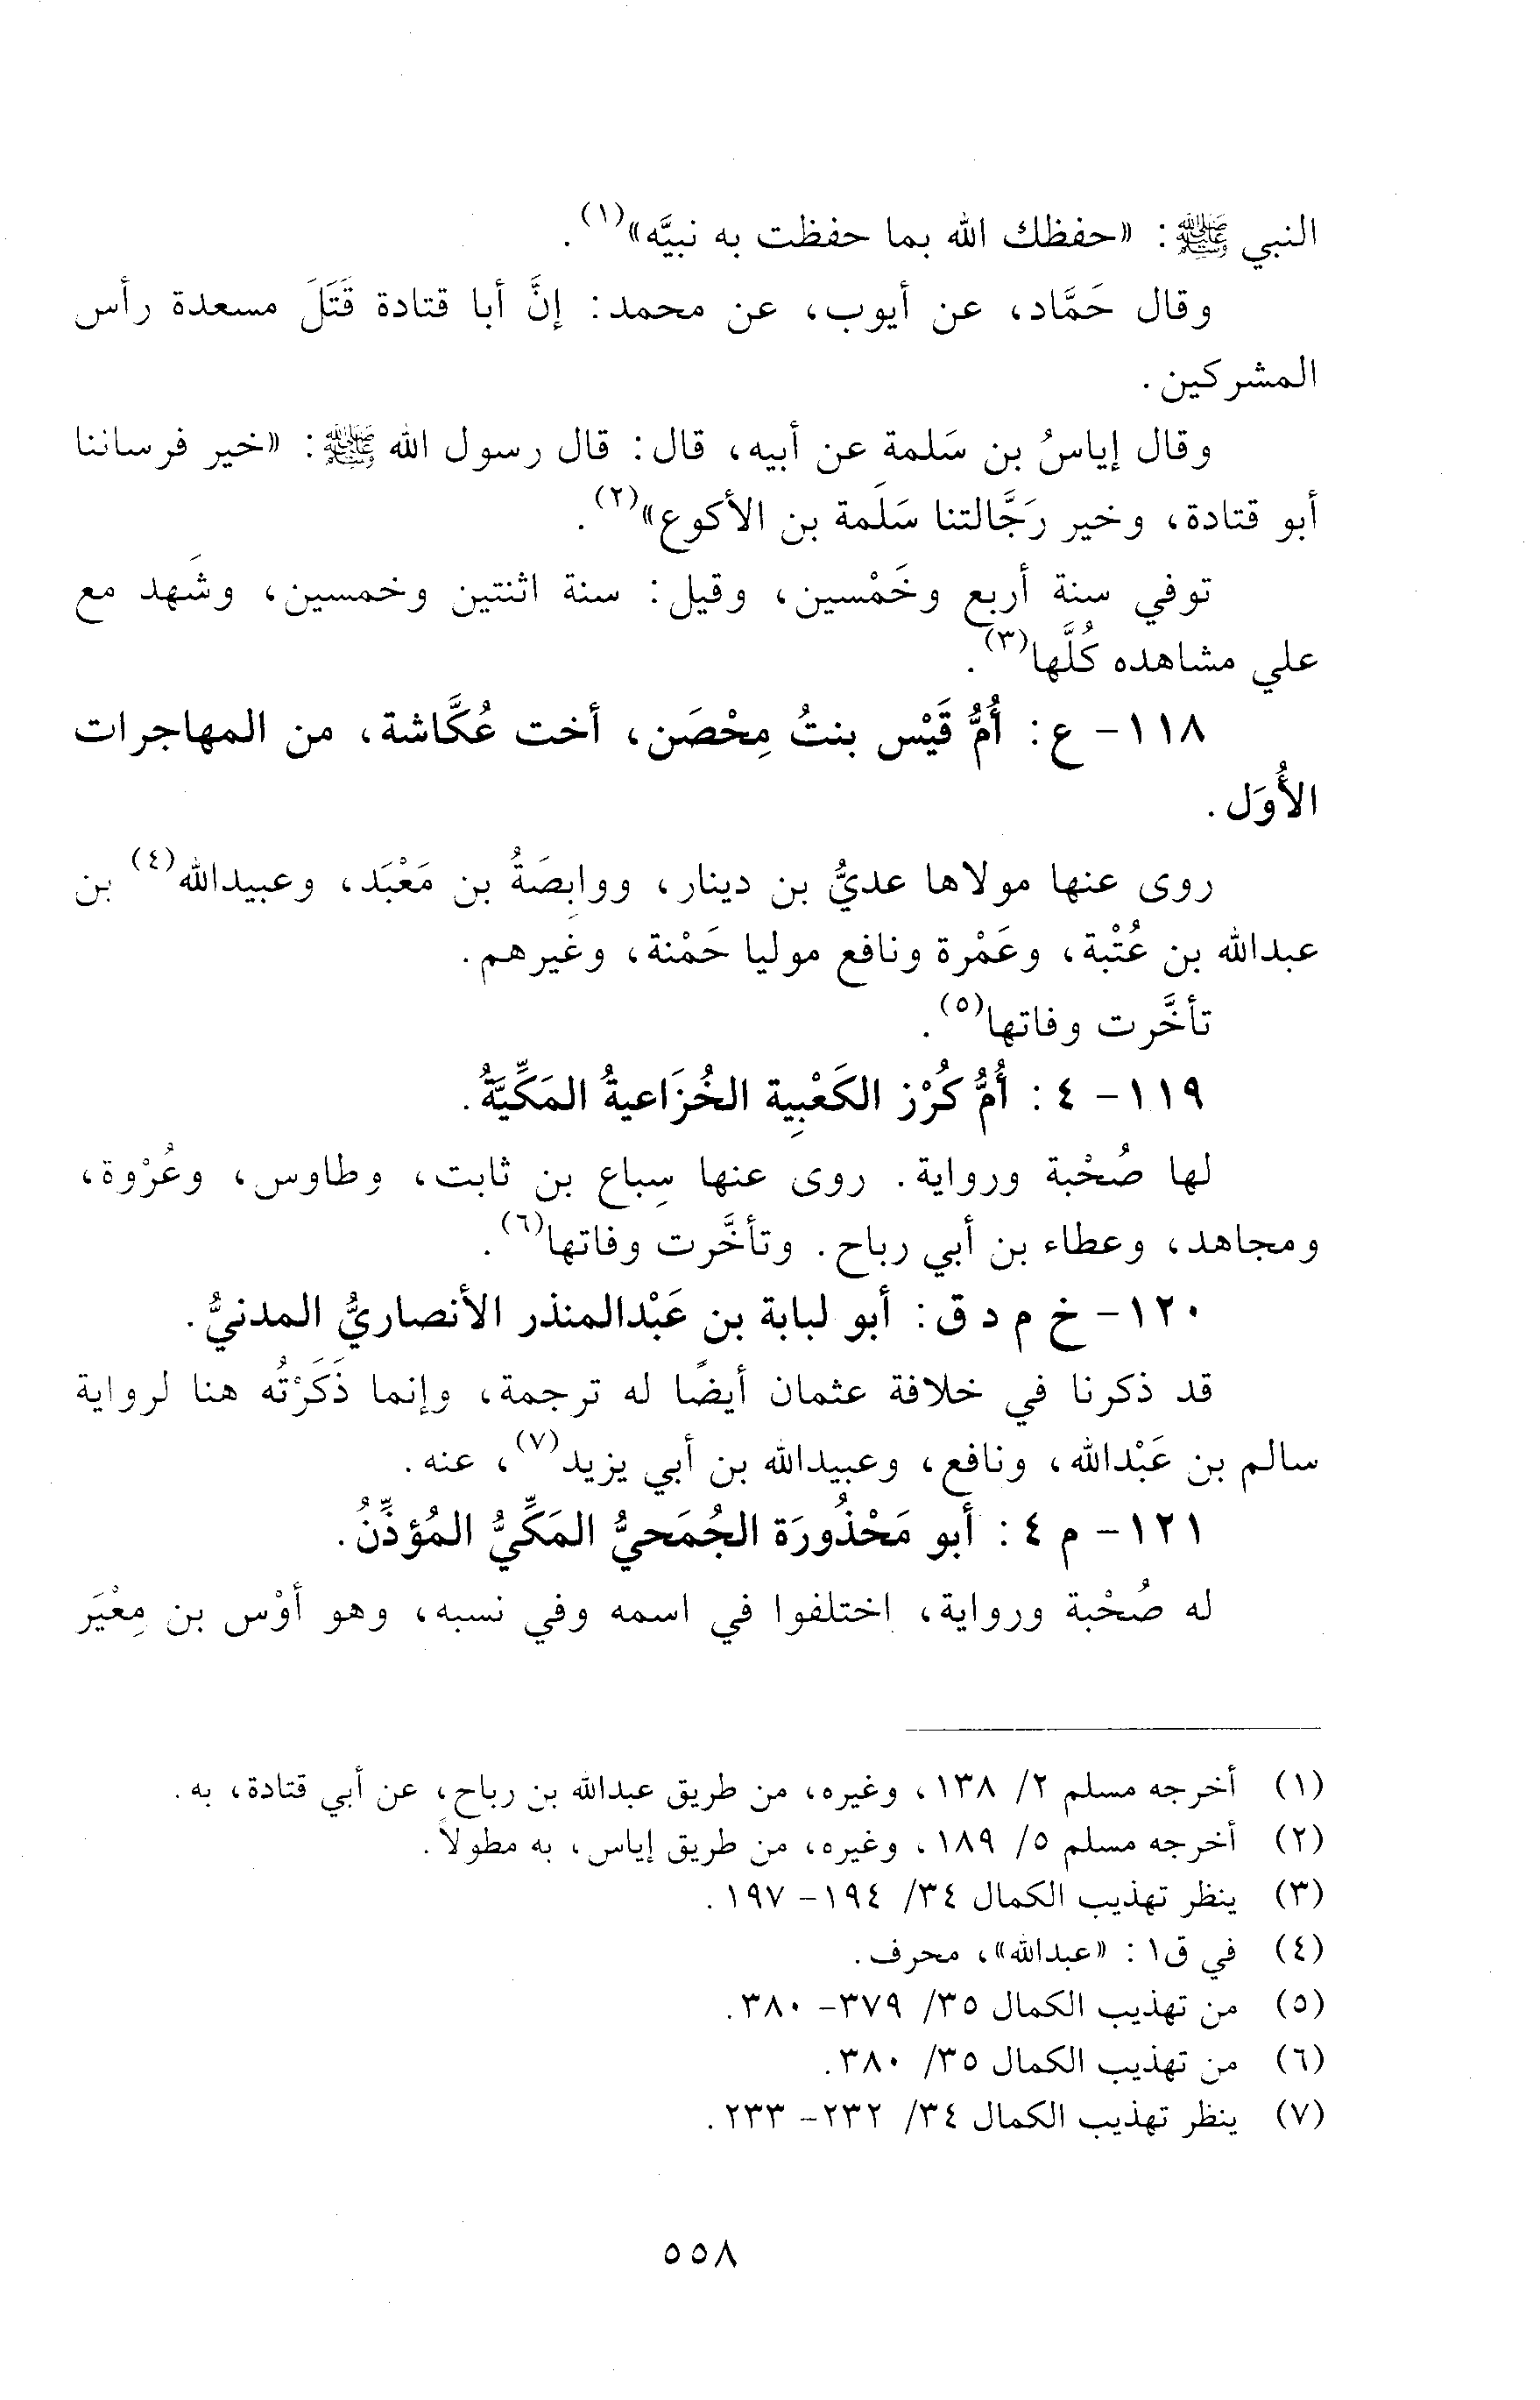 النبي ﷺ: «حفظك الله بما حفظت به نبيَّه»(١).
وقال حَمَّاد، عن أيوب، عن محمد: إنَّ أبا قتادة قَتَلَ مسعدة رأس
المشركين.
وقال إياسُ بن سَلمة عن أبيه، قال: قال رسول الله ﷺ: «خير فرساننا
أبو قتادة، وخير رَجَّالتنا سَلَمة بن الأكوع»(٢).
توفي سنة أربع وخَمْسين، وقيل: سنة اثنتين وخمسين، وشَهد مع
علي مشاهده كُلَّها(٣).
١١٨- ع: أُمُّ قَيْس بنتُ مِحْصَن، أخت عُكَّاشة، من المهاجرات
الأُوَل.
روى عنها مولاها عديُّ بن دينار، ووابِصَةُ بن مَعْبَد، وعبيدالله(٤) بن
عبدالله بن عُتْبة، وعَمْرة ونافع موليا حَمْنة، وغيرهم.
تأخَّرت وفاتها(٥).
١١٩- ٤: أُمُّ كُرْز الكَعْبِية الخُزَاعيةُ المَكِّيَّةُ.
لها صُحْبة ورواية. روى عنها سِباع بن ثابت، وطاوس، وعُرْوة،
ومجاهد، وعطاء بن أبي رباح. وتأخَّرت وفاتها(٦).
١٢٠- خ م د ق: أبو لبابة بن عَبْدالمنذر الأنصاريُّ المدنيُّ.
قد ذكرنا في خلافة عثمان أيضًا له ترجمة، وإنما ذَكَرْتُه هنا لرواية
سالم بن عَبْدالله، ونافع، وعبيدالله بن أبي يزيد(٧)، عنه.
١٢١- م ٤: أبو مَحْذُورَة الجُمَحيُّ المَكِّيُّ المُؤذِّنُ.
له صُحْبة ورواية، اختلفوا في اسمه وفي نسبه، وهو أوْس بن مِعْيَر
(١) أخرجه مسلم ٢/ ١٣٨، وغيره، من طريق عبدالله بن رباح، عن أبي قتادة، به.
(٢) أخرجه مسلم ٥/ ١٨٩، وغيره، من طريق إياس، به مطولاً.
(٣) ينظر تهذيب الكمال ٣٤/ ١٩٤- ١٩٧.
(٤) في ق١: «عبدالله»، محرف.
(٥) من تهذيب الكمال ٣٥/ ٣٧٩- ٣٨٠.
(٦) من تهذيب الكمال ٣٥/ ٣٨٠.
(٧) ينظر تهذيب الكمال ٣٤/ ٢٣٢- ٢٣٣.
٥٥٨